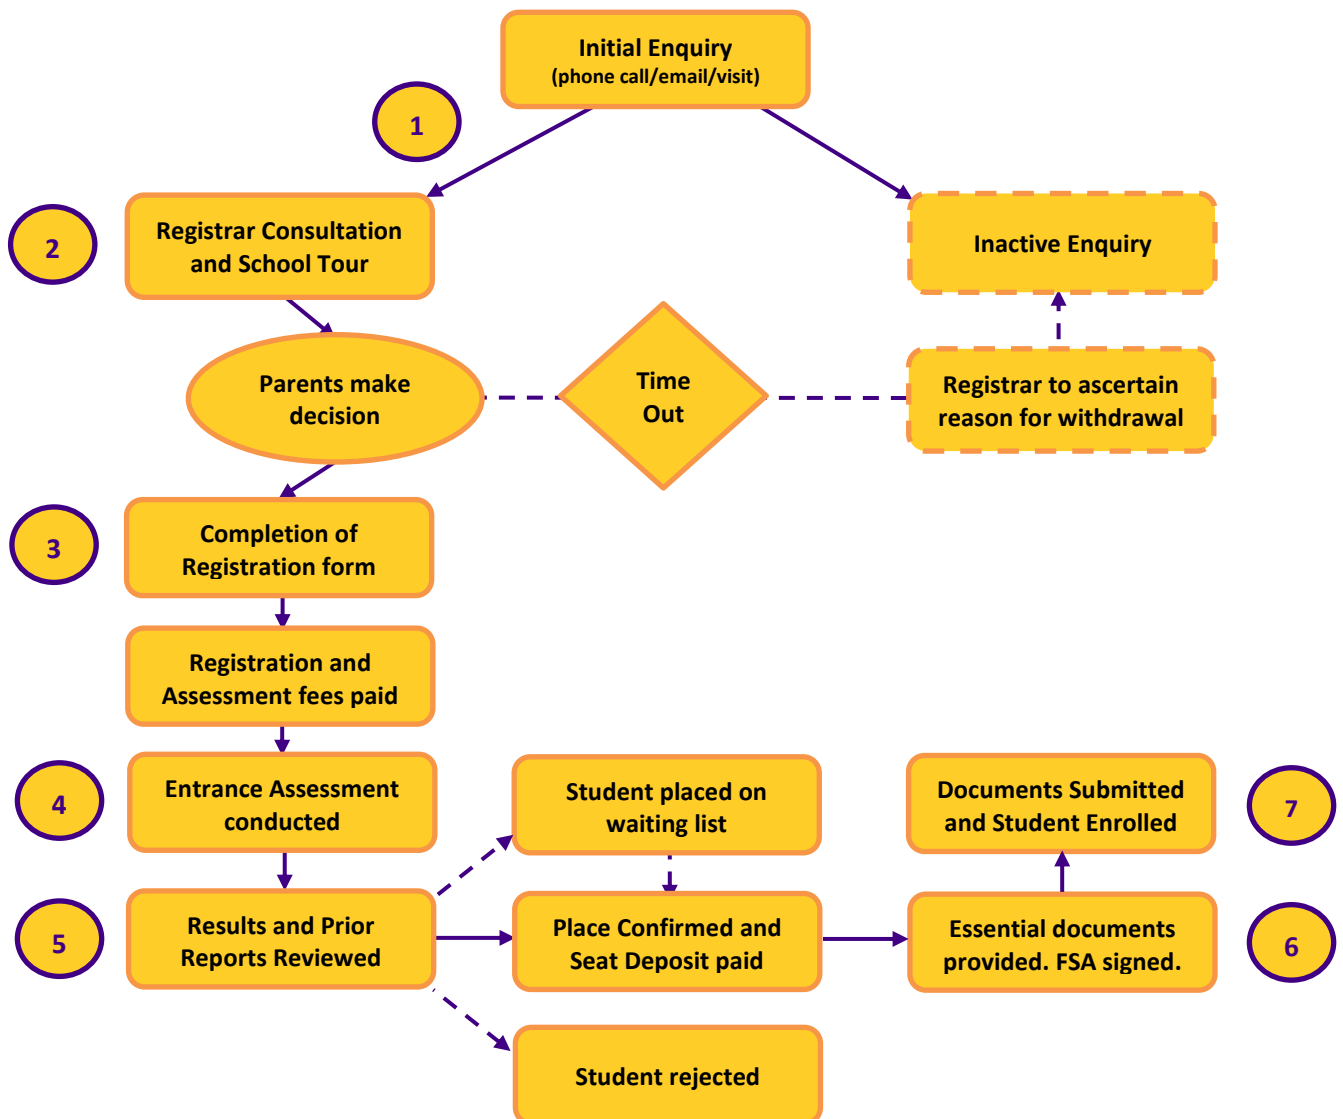 Initial Enquiry
(phone call/email/visit)
1
2
Registrar Consultation
and School Tour
Inactive Enquiry
Parents make
decision
Time
Out
Registrar to ascertain
reason for withdrawal
3
Completion of
Registration form
Registration and
Assessment fees paid
4
Entrance Assessment
conducted
Student placed on
waiting list
Documents Submitted
and Student Enrolled
7
5
Results and Prior
Reports Reviewed
Place Confirmed and
Seat Deposit paid
Essential documents
provided. FSA signed.
6
Student rejected